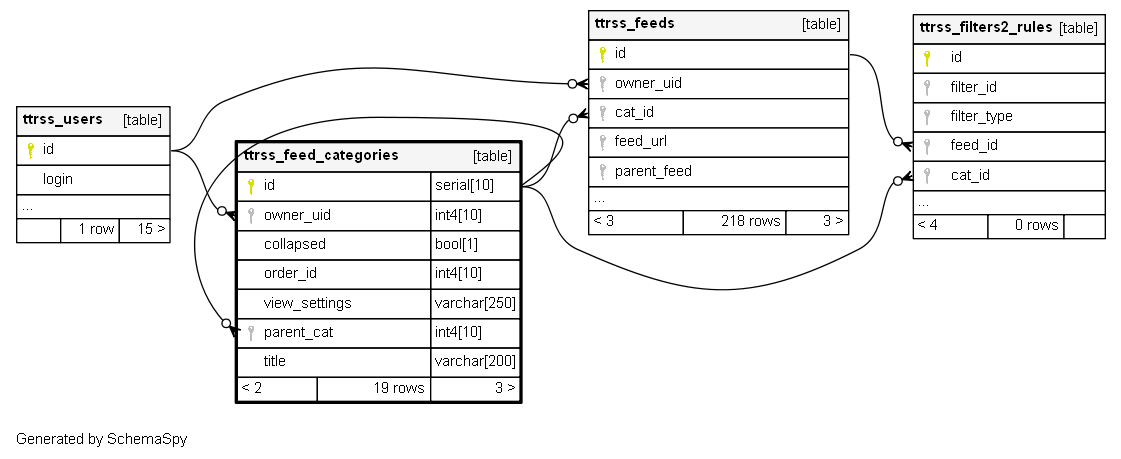 ttrss_users [table]
id
login
...
1 row 15 >
ttrss_feed_categories [table]
id serial[10]
owner_uid int4[10]
collapsed bool[1]
order_id int4[10]
view_settings varchar[250]
parent_cat int4[10]
title varchar[200]
< 2 19 rows 3 >
ttrss_feeds [table]
id
owner_uid
cat_id
feed_url
parent_feed
...
< 3 218 rows 3 >
ttrss_filters2_rules [table]
id
filter_id
filter_type
feed_id
cat_id
...
< 4 0 rows
Generated by SchemaSpy